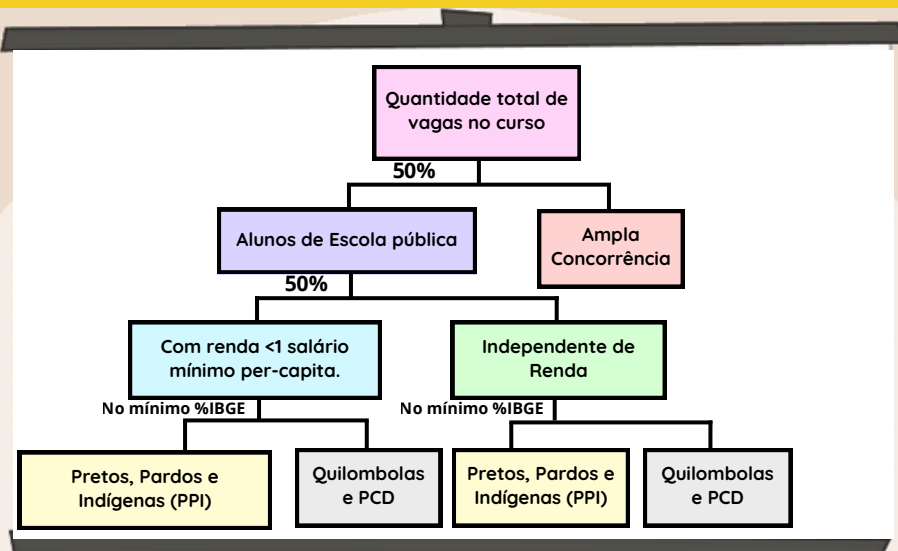 Quantidade total de
vagas no curso
50%
Alunos de Escola pública
Ampla
Concorrência
50%
Com renda <1 salário
mínimo per-capita.
Independente de
Renda
No mínimo %IBGE
No mínimo %IBGE
Pretos, Pardos e
Indígenas (PPI)
Quilombolas
e PCD
Pretos, Pardos e
Indígenas (PPI)
Quilombolas
e PCD